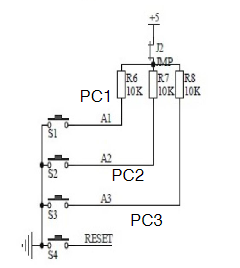 +5
J2
JMP
R6 R7 R8
10K 10K 10K
PC1
A1
S1
A2
S2
PC2
A3
S3
PC3
RESET
S4